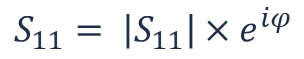 S₁₁ = |S₁₁| × e^{iφ}